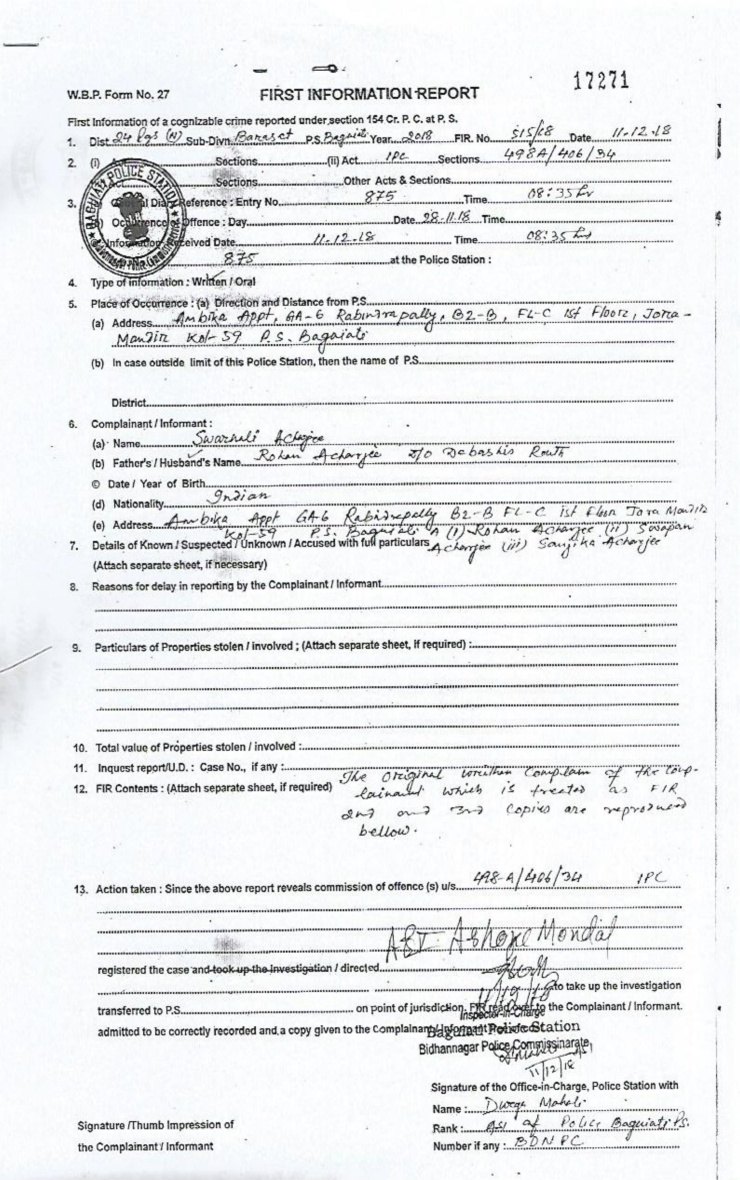 17271
W.B.P. Form No. 27 FIRST INFORMATION REPORT
First Information of a cognizable crime reported under section 154 Cr. P. C. at P. S.
1. Dist 24 Pgs (N) Sub-Divn. Baraset P.S. Baguiati Year 2018 FIR. No 515/18 Date 11-12-18
2. (i) Sections (ii) Act IPC Sections 498A/406/34
Sections Other Acts & Sections
3. Diary Reference : Entry No. 875 Time 08:35 hr
Occurrence of Offence : Day Date 28.11.18 Time
Information Received Date 11.12.18 Time 08:35 hrs
875 at the Police Station :
BAGUIATI POLICE STATION
4. Type of information : Written / Oral
5. Place of Occurrence : (a) Direction and Distance from P.S.
(a) Address Ambika Appt, GA-6 Rabindrapally, B2-B, FL-C 1st Floor, Jora-
Mandir Kol-59 P.S. Baguiati
(b) In case outside limit of this Police Station, then the name of P.S.
District
6. Complainant / Informant :
(a) Name Swarnali Acharjee
(b) Father's / Husband's Name Rohan Acharjee D/O Debashis Routh
© Date / Year of Birth
(d) Nationality Indian
(e) Address Ambika Appt GA-6 Rabindrapally B2-B FL-C 1st Floor Jora Mandir
Kol-59 P.S. Baguiati (i) Rohan Acharjee (ii) Swapan
7. Details of Known / Suspected / Unknown / Accused with full particulars Acharjee (iii) Acharjee
(Attach separate sheet, if necessary)
8. Reasons for delay in reporting by the Complainant / Informant
9. Particulars of Properties stolen / involved ; (Attach separate sheet, if required) :
10. Total value of Properties stolen / involved :
11. Inquest report/U.D. : Case No., if any :
12. FIR Contents : (Attach separate sheet, if required) The original written Complain of the comp-
lainant which is treated as FIR
2nd and 3rd Copies are reproduced
bellow.
13. Action taken : Since the above report reveals commission of offence (s) u/s 498-A/406/34 IPC
ASI Ashoke Mondal
registered the case and took up the investigation / directed
to take up the investigation
transferred to P.S. on point of jurisdiction. FIR read over to the Complainant / Informant.
Inspector-in-Charge
admitted to be correctly recorded and a copy given to the Complainant / Informant
Baguiati Police Station
Bidhannagar Police Commissionarate
11/12/18
Signature of the Office-in-Charge, Police Station with
Name : Durga Mahali
Signature /Thumb Impression of
Rank : ASI of Police Baguiati P.S.
the Complainant / Informant
Number if any : BDNPC